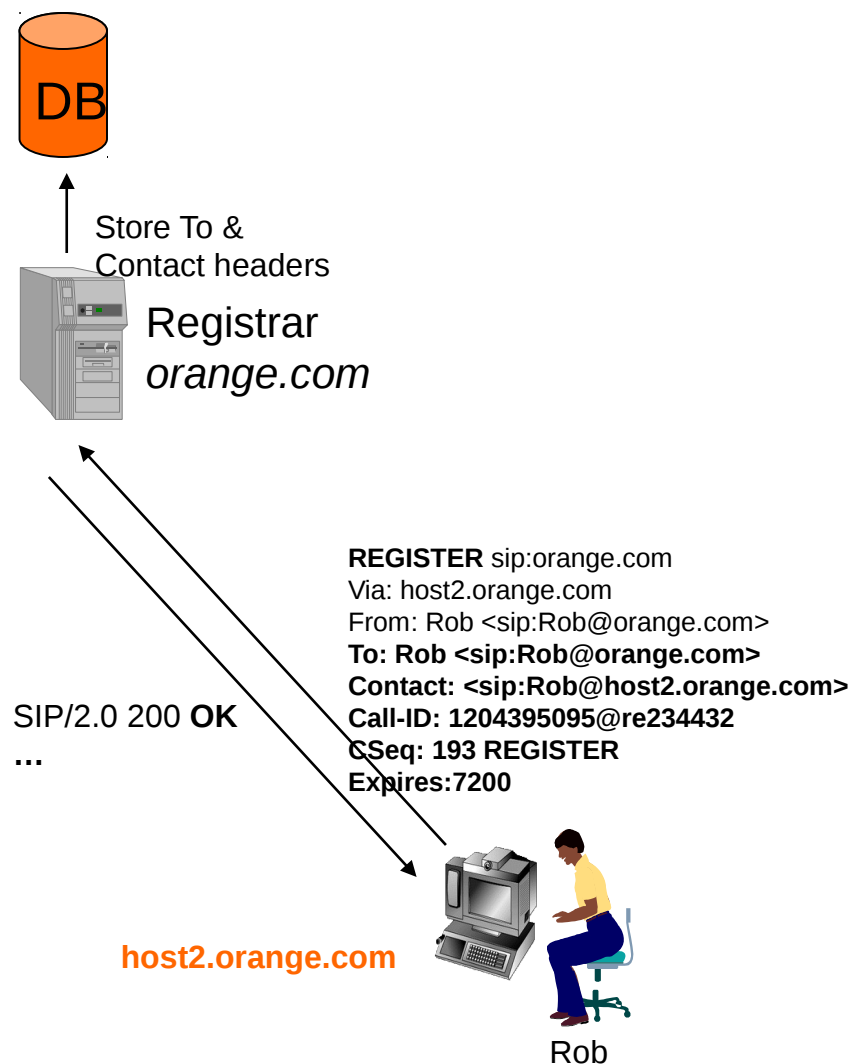 DB
Store To &
Contact headers
Registrar
orange.com
REGISTER sip:orange.com
Via: host2.orange.com
From: Rob <sip:Rob@orange.com>
To: Rob <sip:Rob@orange.com>
Contact: <sip:Rob@host2.orange.com>
Call-ID: 1204395095@re234432
CSeq: 193 REGISTER
Expires:7200
SIP/2.0 200 OK
...
host2.orange.com
Rob